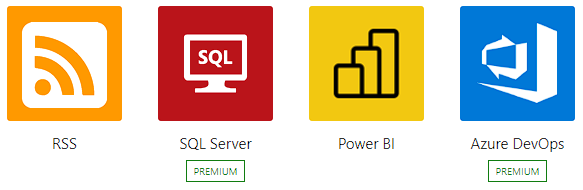 SQL
RSS
SQL Server
Power BI
Azure DevOps
PREMIUM
PREMIUM